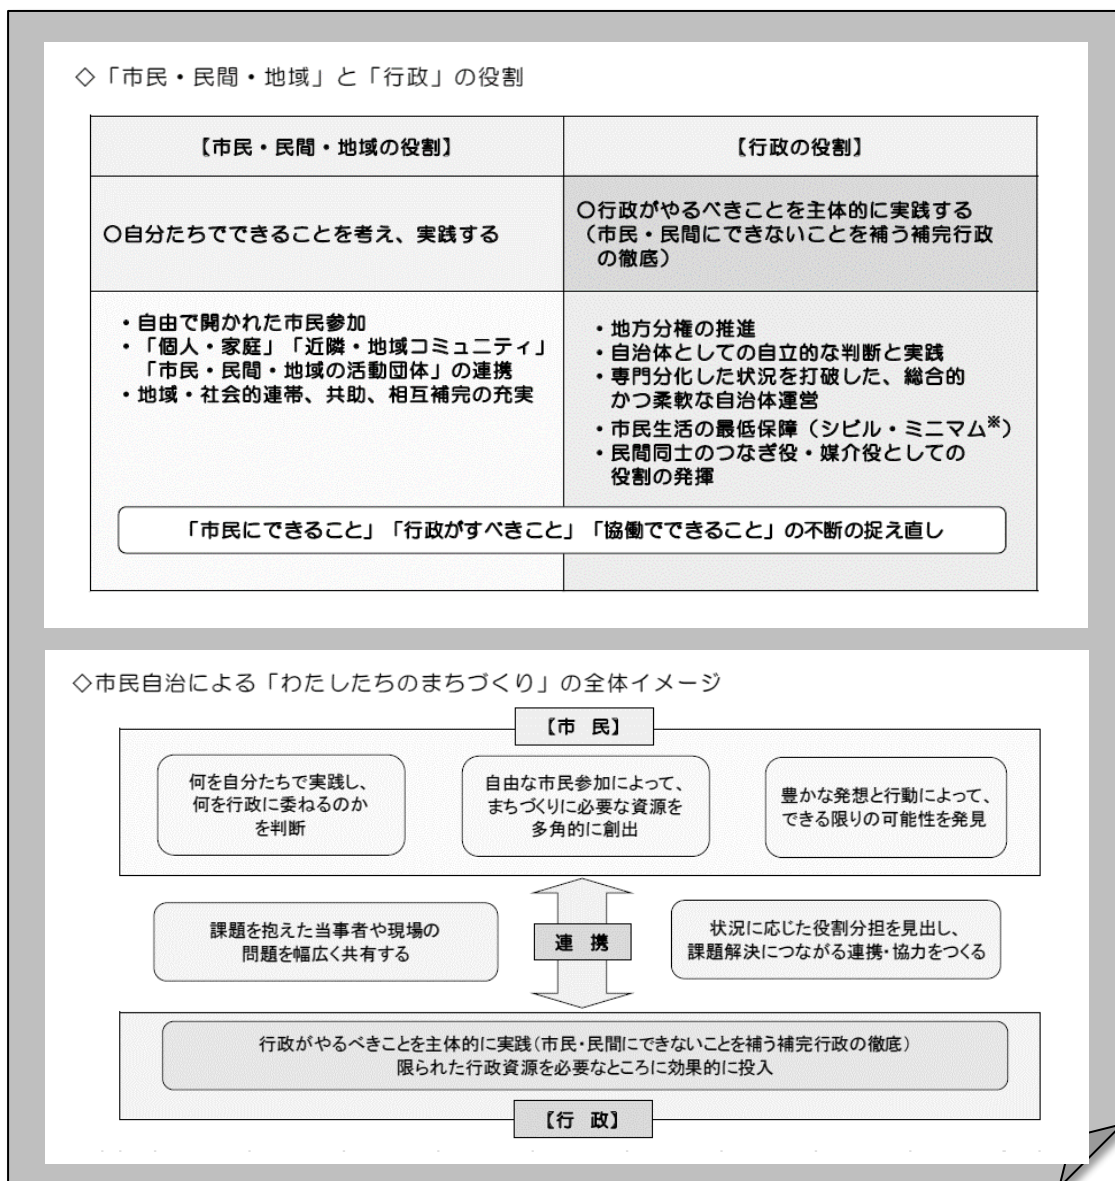 ◇「市民・民間・地域」と「行政」の役割
【市民・民間・地域の役割】
【行政の役割】
〇自分たちでできることを考え、実践する
〇行政がやるべきことを主体的に実践する
（市民・民間にできないことを補う補完行政
の徹底）
・自由で開かれた市民参加
・「個人・家庭」「近隣・地域コミュニティ」
「市民・民間・地域の活動団体」の連携
・地域・社会的連帯、共助、相互補完の充実
・地方分権の推進
・自治体としての自立的な判断と実践
・専門分化した状況を打破した、総合的
かつ柔軟な自治体運営
・市民生活の最低保障（シビル・ミニマム※）
・民間同士のつなぎ役・媒介役としての
役割の発揮
「市民にできること」「行政がすべきこと」「協働でできること」の不断の捉え直し
◇市民自治による「わたしたちのまちづくり」の全体イメージ
【市 民】
何を自分たちで実践し、
何を行政に委ねるのか
を判断
自由な市民参加によって、
まちづくりに必要な資源を
多角的に創出
豊かな発想と行動によって、
できる限りの可能性を発見
課題を抱えた当事者や現場の
問題を幅広く共有する
連 携
状況に応じた役割分担を見出し、
課題解決につながる連携・協力をつくる
行政がやるべきことを主体的に実践（市民・民間にできないことを補う補完行政の徹底）
限られた行政資源を必要なところに効果的に投入
【行 政】